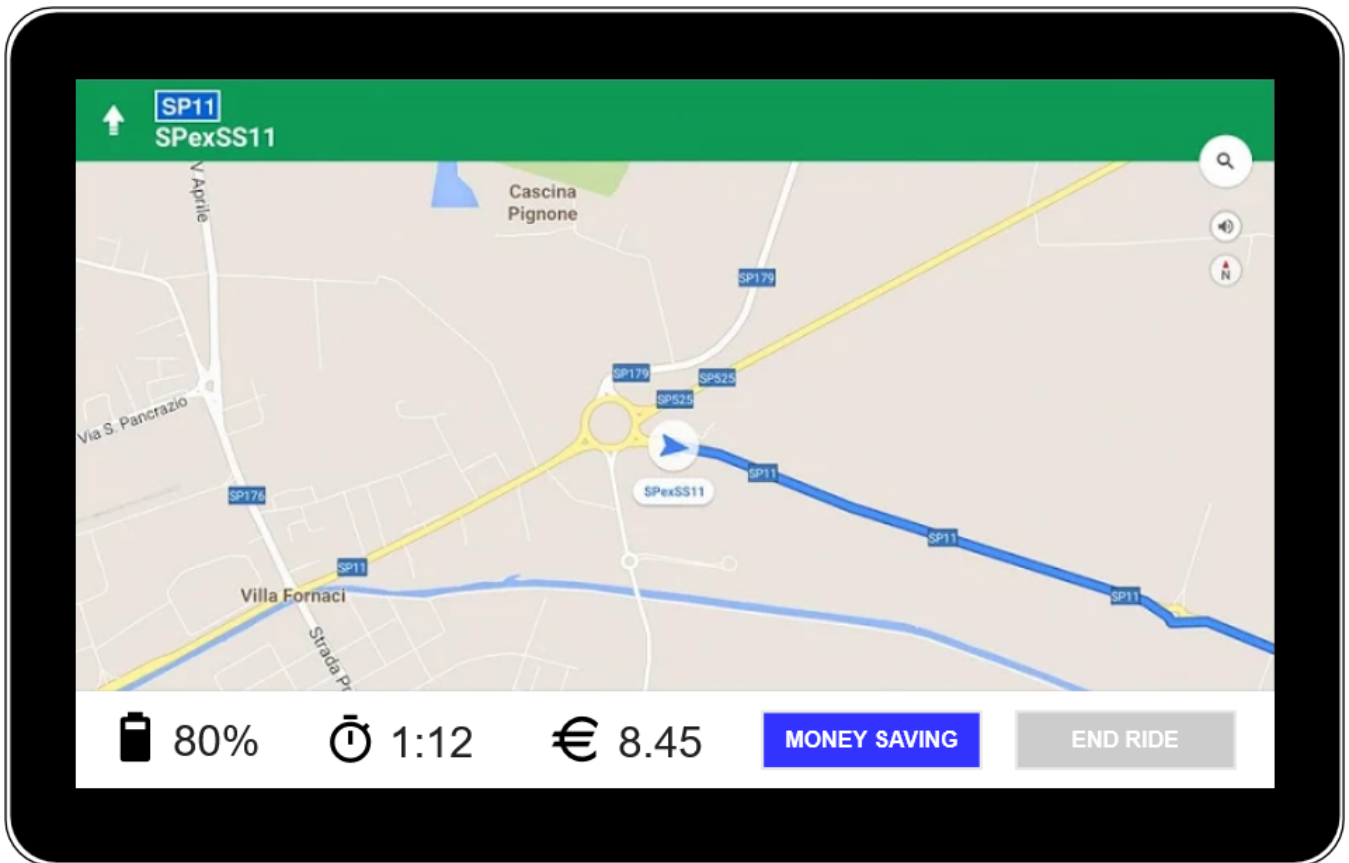 SP11
SPexSS11
V Aprile
Cascina
Pignone
N
SP179
SP179
SP525
SP525
Via S. Pancrazio
SP11
SPexSS11
SP176
SP11
SP11
Villa Fornaci
SP11
Strada Pr
80%
1:12
€ 8.45
MONEY SAVING
END RIDE